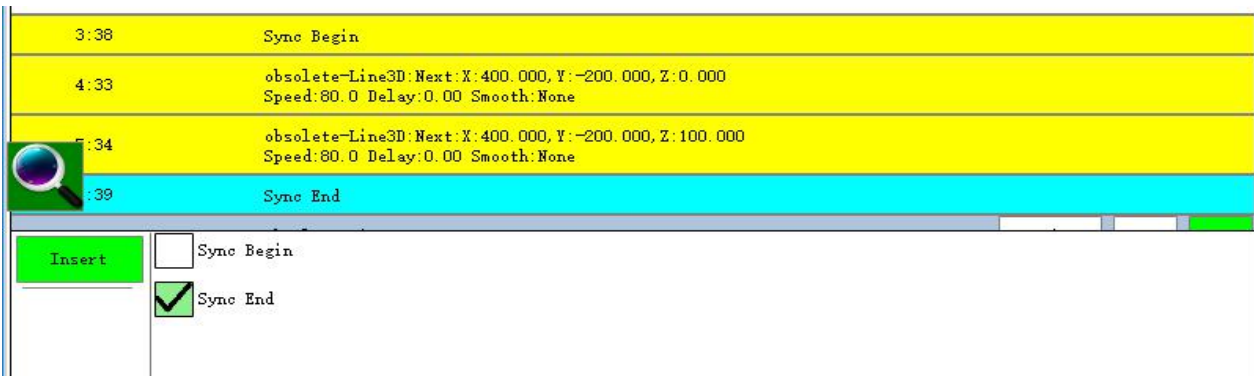 3:38 Sync Begin
4:33 obsolete-Line3D:Next:X:400.000,Y:-200.000,Z:0.000
Speed:80.0 Delay:0.00 Smooth:None
:34 obsolete-Line3D:Next:X:400.000,Y:-200.000,Z:100.000
Speed:80.0 Delay:0.00 Smooth:None
:39 Sync End
Insert
Sync Begin
Sync End